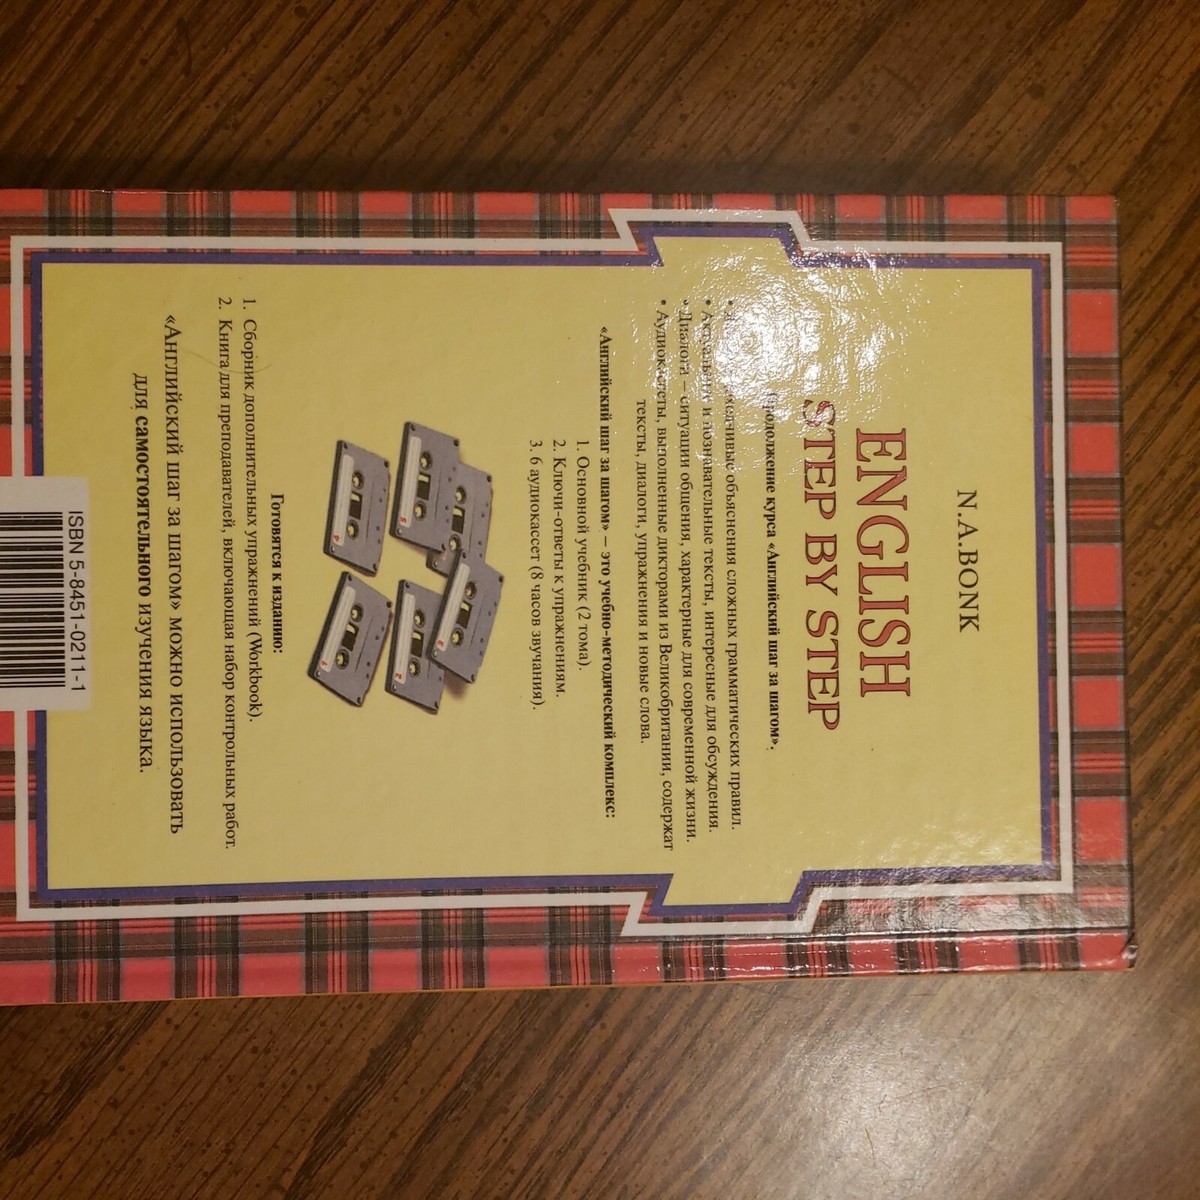 N.A.BONK
ENGLISH
STEP BY STEP
продолжение курса «Английский шаг за шагом».
• объяснения сложных грамматических правил.
• и познавательные тексты, интересные для обсуждения.
• Диалоги – ситуации общения, характерные для современной жизни.
• Аудиокассеты, выполненные дикторами из Великобритании, содержат
тексты, диалоги, упражнения и новые слова.
«Английский шаг за шагом» – это учебно-методический комплекс:
1. Основной учебник (2 тома).
2. Ключи-ответы к упражнениям.
3. 6 аудиокассет (8 часов звучания).
Готовятся к изданию:
1. Сборник дополнительных упражнений (Workbook).
2. Книга для преподавателей, включающая набор контрольных работ.
«Английский шаг за шагом» можно использовать
для самостоятельного изучения языка.
ISBN 5-8451-0211-1